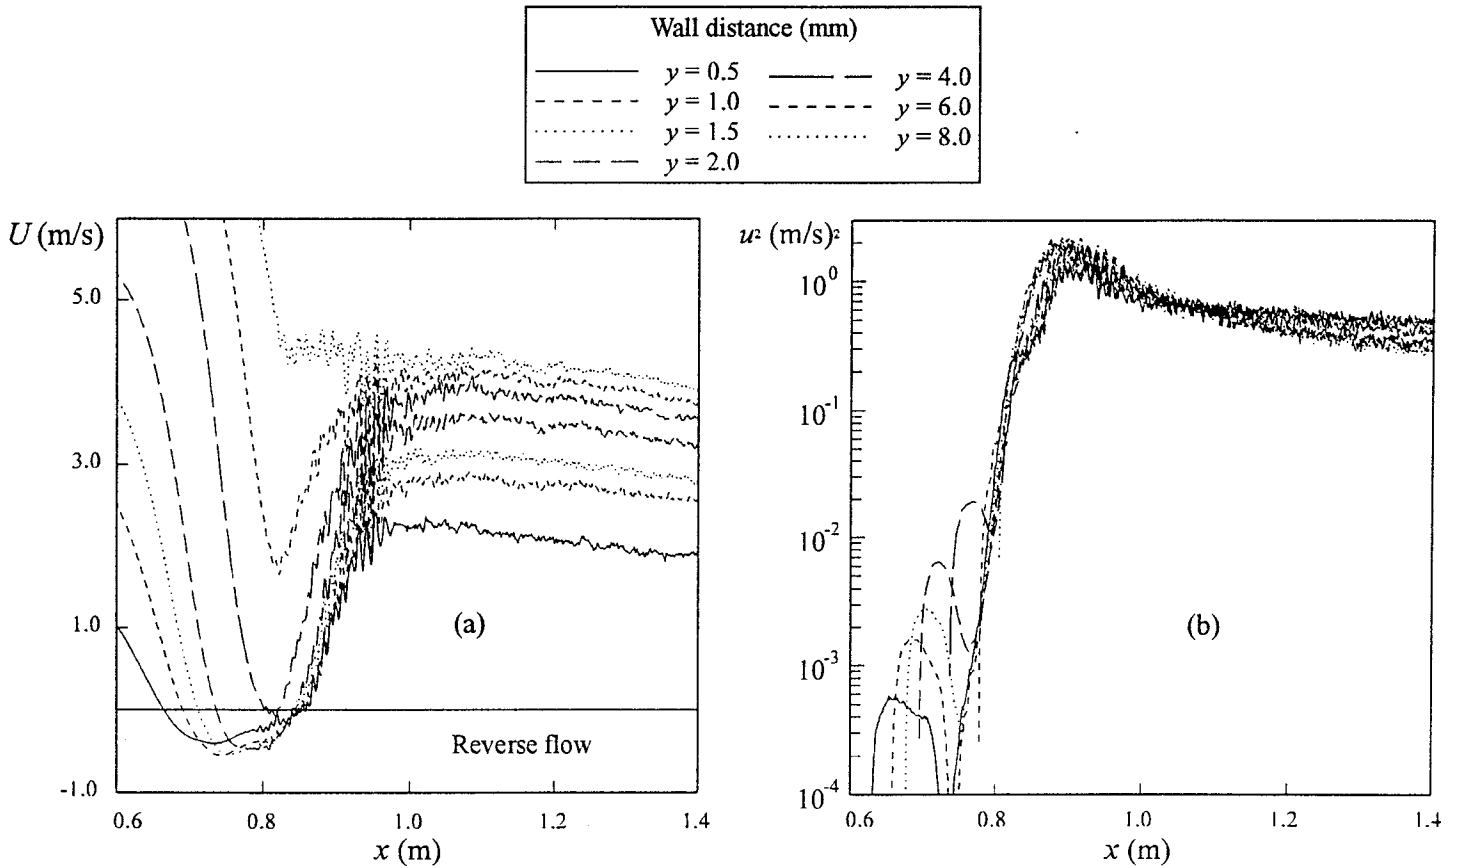 Wall distance (mm)
y = 0.5
y = 4.0
y = 1.0
y = 6.0
y = 1.5
y = 8.0
y = 2.0
U (m/s)
5.0
3.0
1.0
-1.0
(a)
Reverse flow
0.6 0.8 1.0 1.2 1.4
x (m)
u² (m/s)²
10⁰
10⁻¹
10⁻²
10⁻³
10⁻⁴
(b)
0.6 0.8 1.0 1.2 1.4
x (m)